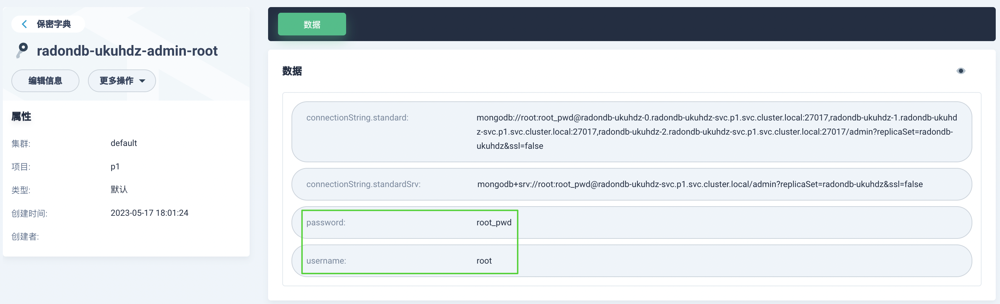 保密字典
radondb-ukuhdz-admin-root
编辑信息
更多操作
属性
集群: default
项目: p1
类型: 默认
创建时间: 2023-05-17 18:01:24
创建者:
数据
数据
connectionString.standard: mongodb://root:root_pwd@radondb-ukuhdz-0.radondb-ukuhdz-svc.p1.svc.cluster.local:27017,radondb-ukuhdz-1.radondb-ukuhd
z-svc.p1.svc.cluster.local:27017,radondb-ukuhdz-2.radondb-ukuhdz-svc.p1.svc.cluster.local:27017/admin?replicaSet=radondb-
ukuhdz&ssl=false
connectionString.standardSrv: mongodb+srv://root:root_pwd@radondb-ukuhdz-svc.p1.svc.cluster.local/admin?replicaSet=radondb-ukuhdz&ssl=false
password: root_pwd
username: root